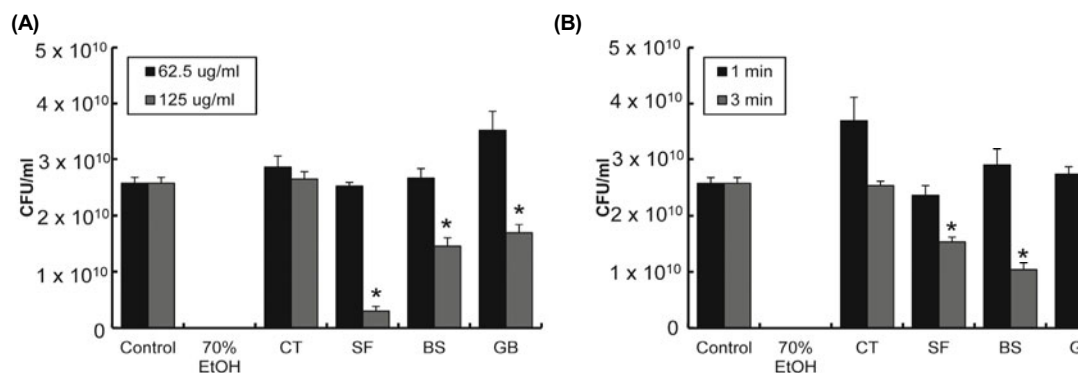 (A)
5 x 10¹⁰
4 x 10¹⁰
3 x 10¹⁰
2 x 10¹⁰
1 x 10¹⁰
0
CFU/ml
62.5 ug/ml
125 ug/ml
* * *
Control 70% EtOH CT SF BS GB
(B)
5 x 10¹⁰
4 x 10¹⁰
3 x 10¹⁰
2 x 10¹⁰
1 x 10¹⁰
0
CFU/ml
1 min
3 min
* *
Control 70% EtOH CT SF BS